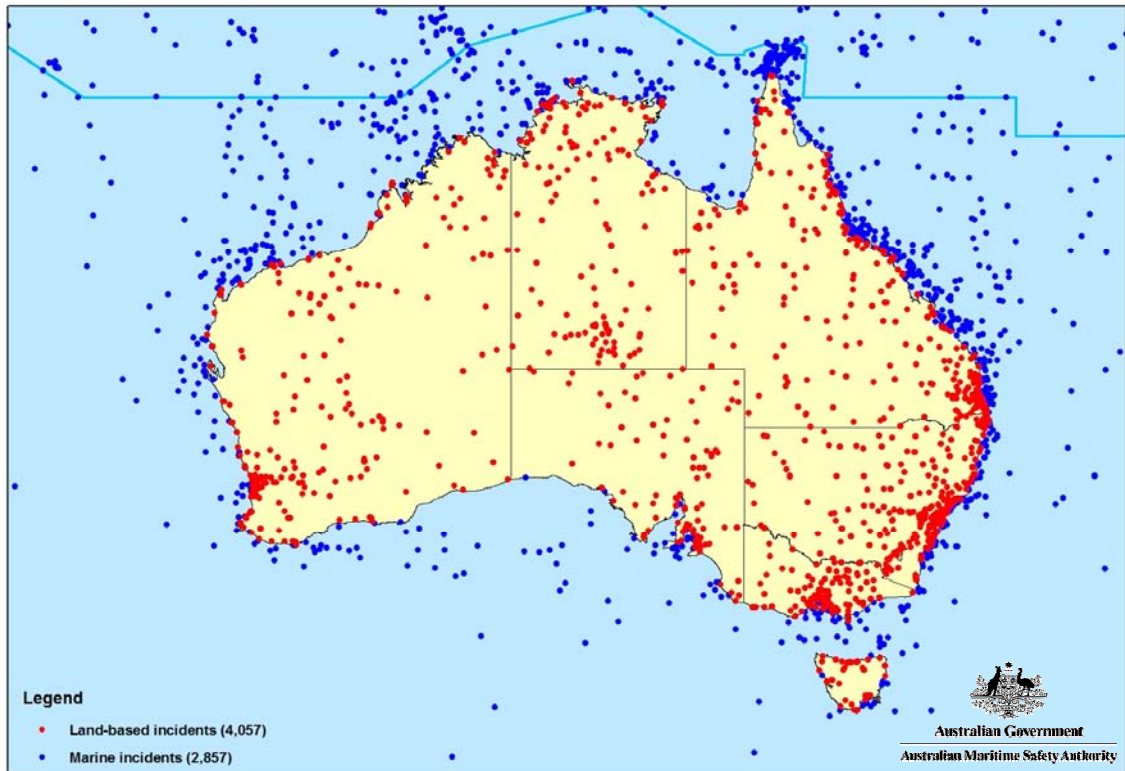 Legend
Land-based incidents (4,057)
Marine incidents (2,857)
Australian Government
Australian Maritime Safety Authority